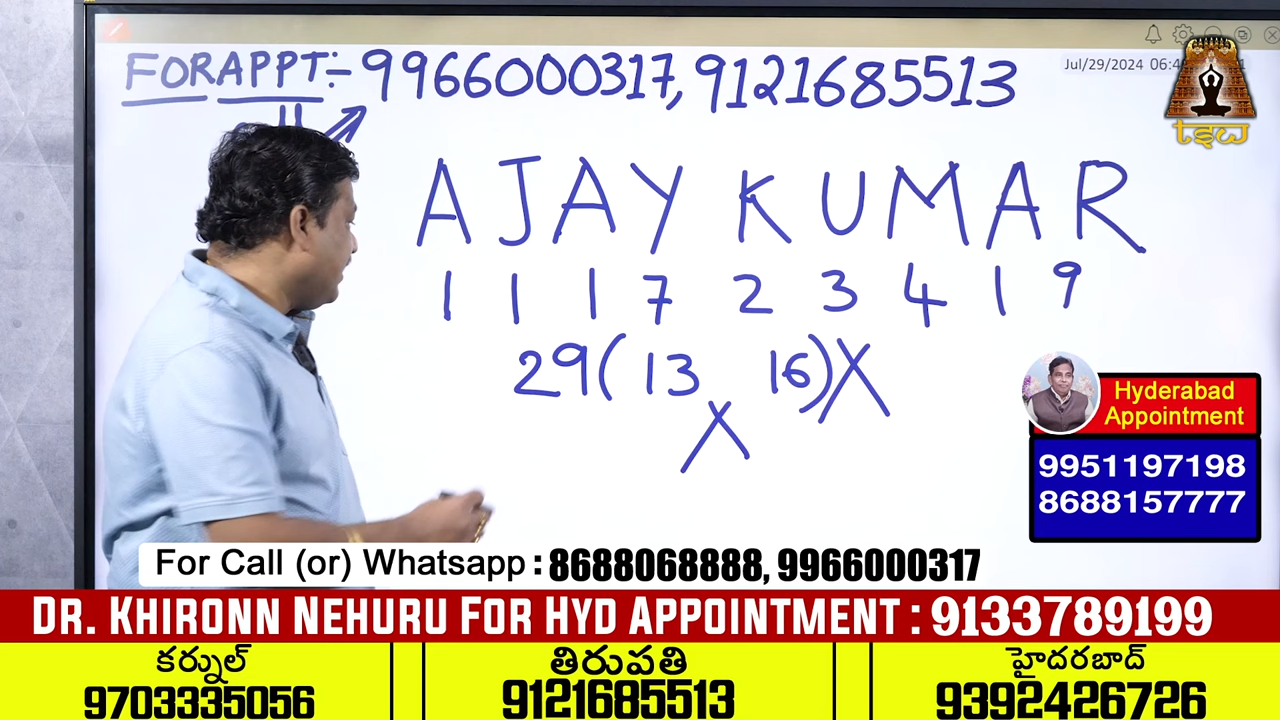 FOR APPT:- 9966000317, 9121685513
Jul/29/2024 06:4
TSW
AJAY KUMAR
1 1 1 7 2 3 4 1 9
29(13 16)X
X
Hyderabad
Appointment
9951197198
8688157777
For Call (or) Whatsapp : 8688068888, 9966000317
DR. KHIRONN NEHURU FOR HYD APPOINTMENT : 9133789199
కర్నుల్ తిరుపతి హైదరాబాద్
9703335056 9121685513 9392426726